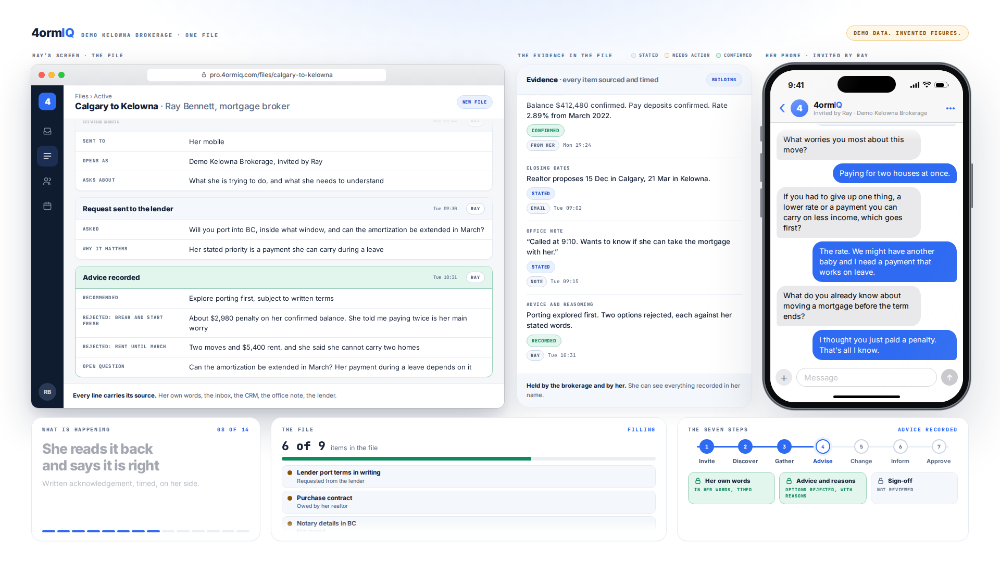 4ormIQ DEMO KELOWNA BROKERAGE · ONE FILE
DEMO DATA. INVENTED FIGURES.
RAY’S SCREEN · THE FILE
pro.4ormiq.com/files/calgary-to-kelowna
4
Files › Active
Calgary to Kelowna · Ray Bennett, mortgage broker
NEW FILE
Invite sent
RAY
SENT TO Her mobile
OPENS AS Demo Kelowna Brokerage, invited by Ray
ASKS ABOUT What she is trying to do, and what she needs to understand
Request sent to the lender Tue 09:30 RAY
ASKED Will you port into BC, inside what window, and can the amortization be extended in March?
WHY IT MATTERS Her stated priority is a payment she can carry during a leave
Advice recorded Tue 10:31 RAY
RECOMMENDED Explore porting first, subject to written terms
REJECTED: BREAK AND START FRESH About $2,980 penalty on her confirmed balance. She told me paying twice is her main
worry
REJECTED: RENT UNTIL MARCH Two moves and $5,400 rent, and she said she cannot carry two homes
OPEN QUESTION Can the amortization be extended in March? Her payment during a leave depends on it
RB
Every line carries its source. Her own words, the inbox, the CRM, the office note, the lender.
THE EVIDENCE IN THE FILE
STATED NEEDS ACTION CONFIRMED
Evidence · every item sourced and timed
BUILDING
Balance $412,480 confirmed. Pay deposits confirmed. Rate
2.89% from March 2022.
CONFIRMED
FROM HER Mon 19:24
CLOSING DATES
Realtor proposes 15 Dec in Calgary, 21 Mar in Kelowna.
STATED
EMAIL Tue 09:02
OFFICE NOTE
“Called at 9:10. Wants to know if she can take the mortgage
with her.”
STATED
NOTE Tue 09:15
ADVICE AND REASONING
Porting explored first. Two options rejected, each against her
stated words.
RECORDED
RAY Tue 10:31
Held by the brokerage and by her. She can see everything recorded in her
name.
HER PHONE · INVITED BY RAY
9:41
4
4ormIQ
Invited by Ray · Demo Kelowna Brokerage
What worries you most about this
move?
Paying for two houses at once.
If you had to give up one thing, a
lower rate or a payment you can
carry on less income, which goes
first?
The rate. We might have another
baby and I need a payment that
works on leave.
What do you already know about
moving a mortgage before the term
ends?
I thought you just paid a penalty.
That's all I know.
Message
WHAT IS HAPPENING
08 OF 14
She reads it back
and says it is right
Written acknowledgement, timed, on her side.
THE FILE
FILLING
6 of 9 items in the file
Lender port terms in writing
Requested from the lender
Purchase contract
Owed by her realtor
Notary details in BC
THE SEVEN STEPS
ADVICE RECORDED
1 2 3 4 5 6 7
Invite Discover Gather Advise Change Inform Approve
Her own words
IN HER WORDS, TIMED
Advice and reasons
OPTIONS REJECTED, WITH
REASONS
Sign-off
NOT REVIEWED